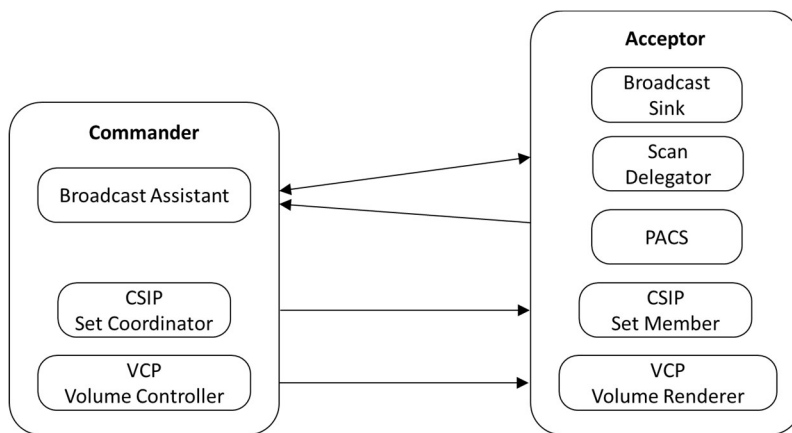 Commander
Broadcast Assistant
CSIP
Set Coordinator
VCP
Volume Controller
Acceptor
Broadcast
Sink
Scan
Delegator
PACS
CSIP
Set Member
VCP
Volume Renderer